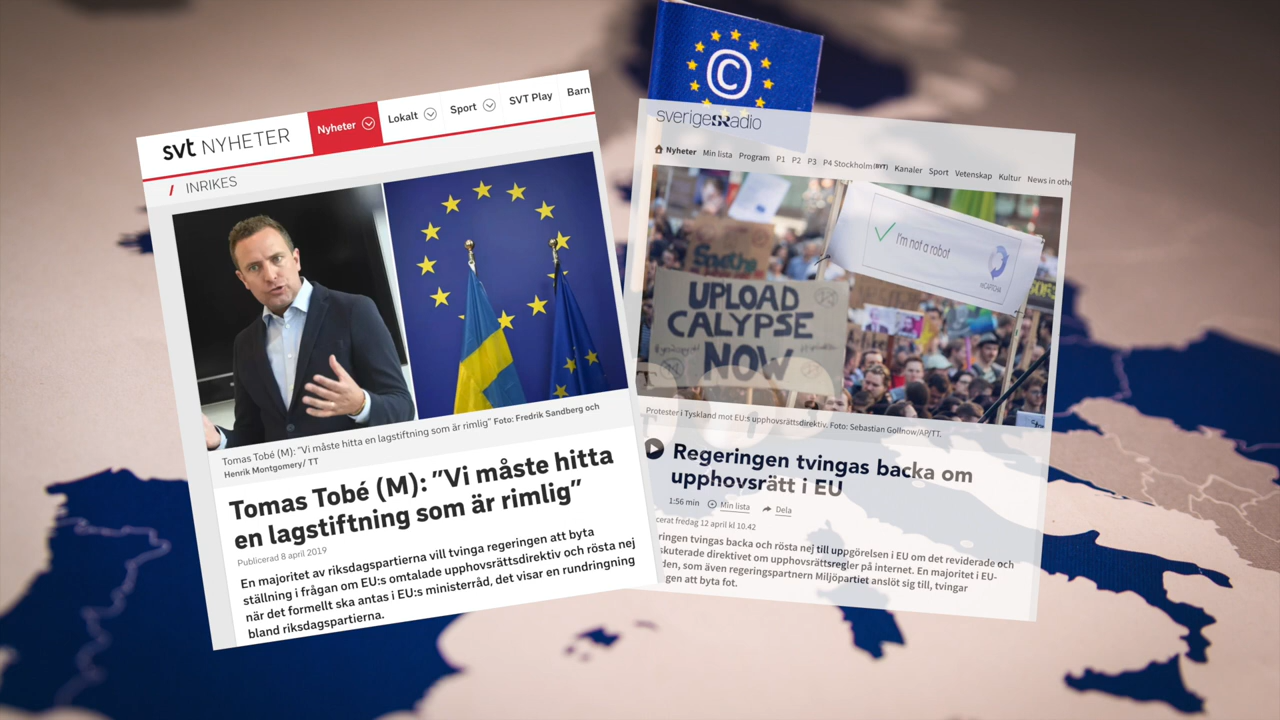 svt NYHETER
Nyheter
Lokalt
Sport
SVT Play
Barn
/ INRIKES
Tomas Tobé (M): "Vi måste hitta en lagstiftning som är rimlig" Foto: Fredrik Sandberg och
Henrik Montgomery/ TT
Tomas Tobé (M): ”Vi måste hitta
en lagstiftning som är rimlig”
Publicerad 8 april 2019
En majoritet av riksdagspartierna vill tvinga regeringen att byta
ställning i frågan om EU:s omtalade upphovsrättsdirektiv och rösta nej
när det formellt ska antas i EU:s ministerråd, det visar en rundringning
bland riksdagspartierna.
©
sverigesRadio
Nyheter Min lista Program P1 P2 P3 P4 Stockholm (BYT) Kanaler Sport Vetenskap Kultur News in othe
I'm not a robot
reCAPTCHA
Save the
UPLOAD
CALYPSE
NOW
Protester i Tyskland mot EU:s upphovsrättsdirektiv. Foto: Sebastian Gollnow/AP/TT.
Regeringen tvingas backa om
upphovsrätt i EU
1:56 min
Min lista
Dela
cerat fredag 12 april kl 10.42
ringen tvingas backa och rösta nej till uppgörelsen i EU om det reviderade och
skuterade direktivet om upphovsrättsregler på internet. En majoritet i EU-
den, som även regeringspartnern Miljöpartiet anslöt sig till, tvingar
gen att byta fot.